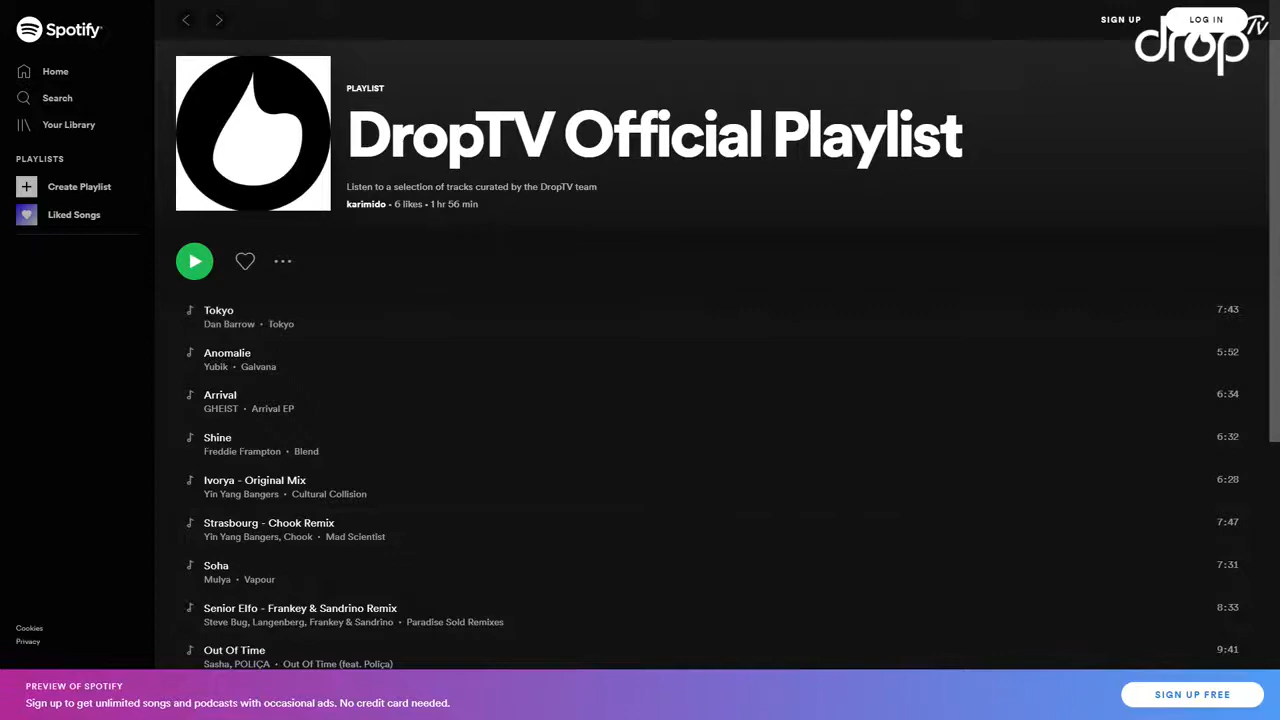 Spotify
Home
Search
Your Library
PLAYLISTS
Create Playlist
Liked Songs
Cookies
Privacy
SIGN UP
LOG IN
drop TV
PLAYLIST
DropTV Official Playlist
Listen to a selection of tracks curated by the DropTV team
karimido • 6 likes • 1 hr 56 min
Tokyo
7:43
Dan Barrow • Tokyo
Anomalie
5:52
Yubik • Galvana
Arrival
6:34
GHEIST • Arrival EP
Shine
6:32
Freddie Frampton • Blend
Ivorya - Original Mix
6:28
Yin Yang Bangers • Cultural Collision
Strasbourg - Chook Remix
7:47
Yin Yang Bangers, Chook • Mad Scientist
Soha
7:31
Mulya • Vapour
Senior Elfo - Frankey & Sandrino Remix
8:33
Steve Bug, Langenberg, Frankey & Sandrino • Paradise Sold Remixes
Out Of Time
9:41
Sasha, POLIÇA • Out Of Time (feat. Poliça)
PREVIEW OF SPOTIFY
Sign up to get unlimited songs and podcasts with occasional ads. No credit card needed.
SIGN UP FREE